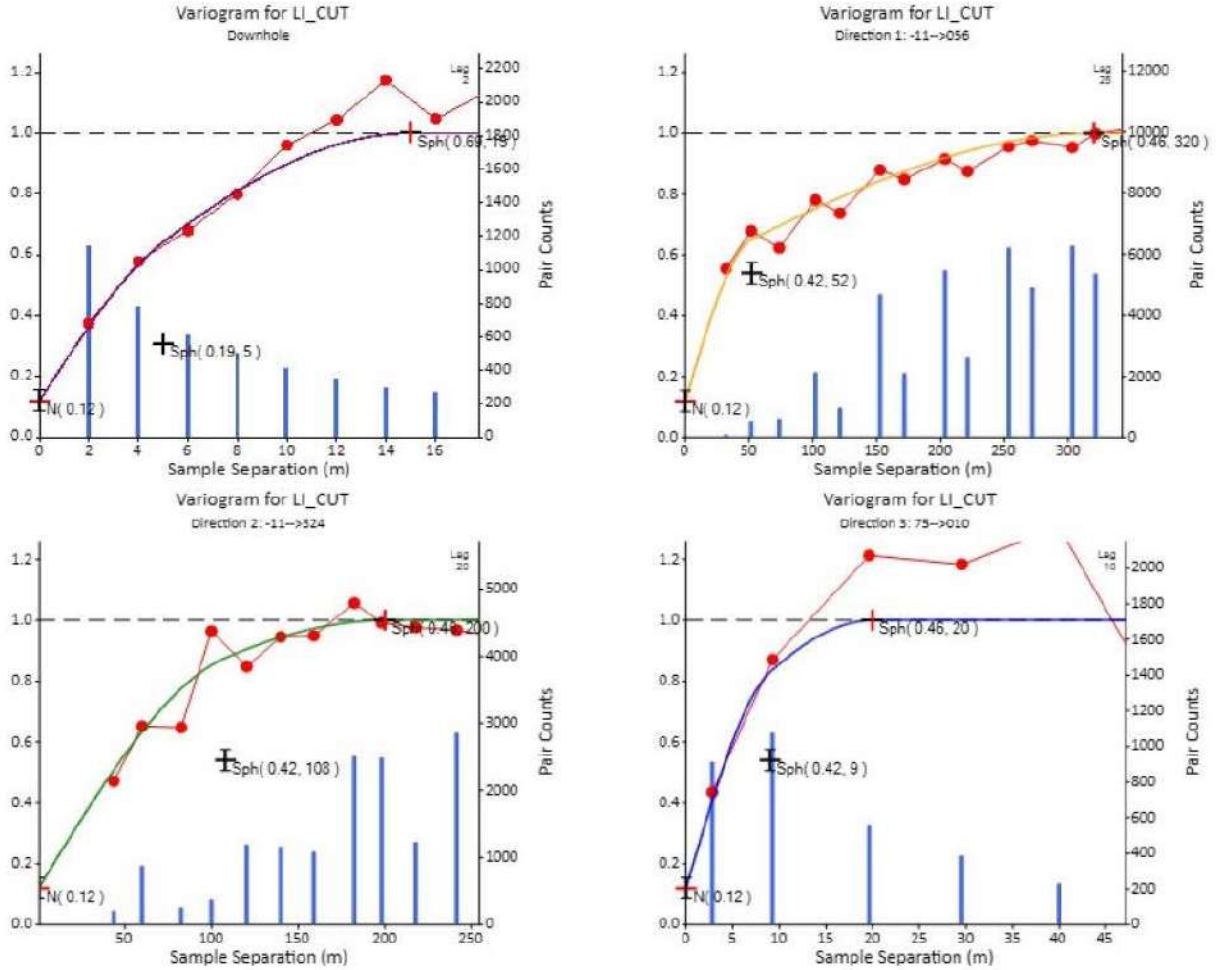 Variogram for LI_CUT
Downhole
Lag
2
1.2
1.0
0.8
0.6
0.4
0.2
0.0
2200
2000
1800
1600
1400
1200
1000
800
600
400
200
0
Pair Counts
Sph( 0.69, 15 )
Sph( 0.19, 5 )
N( 0.12 )
0 2 4 6 8 10 12 14 16
Sample Separation (m)
Variogram for LI_CUT
Direction 1: -11-->056
Lag
25
1.2
1.0
0.8
0.6
0.4
0.2
0.0
12000
10000
8000
6000
4000
2000
0
Pair Counts
Sph( 0.46, 320 )
Sph( 0.42, 52 )
N( 0.12 )
0 50 100 150 200 250 300
Sample Separation (m)
Variogram for LI_CUT
Direction 2: -11-->324
Lag
20
1.2
1.0
0.8
0.6
0.4
0.2
0.0
5000
4000
3000
2000
1000
0
Pair Counts
Sph( 0.46, 200 )
Sph( 0.42, 108 )
N( 0.12 )
50 100 150 200 250
Sample Separation (m)
Variogram for LI_CUT
Direction 3: 75-->010
Lag
10
1.2
1.0
0.8
0.6
0.4
0.2
0.0
2000
1800
1600
1400
1200
1000
800
600
400
200
0
Pair Counts
Sph( 0.46, 20 )
Sph( 0.42, 9 )
N( 0.12 )
0 5 10 15 20 25 30 35 40 45
Sample Separation (m)